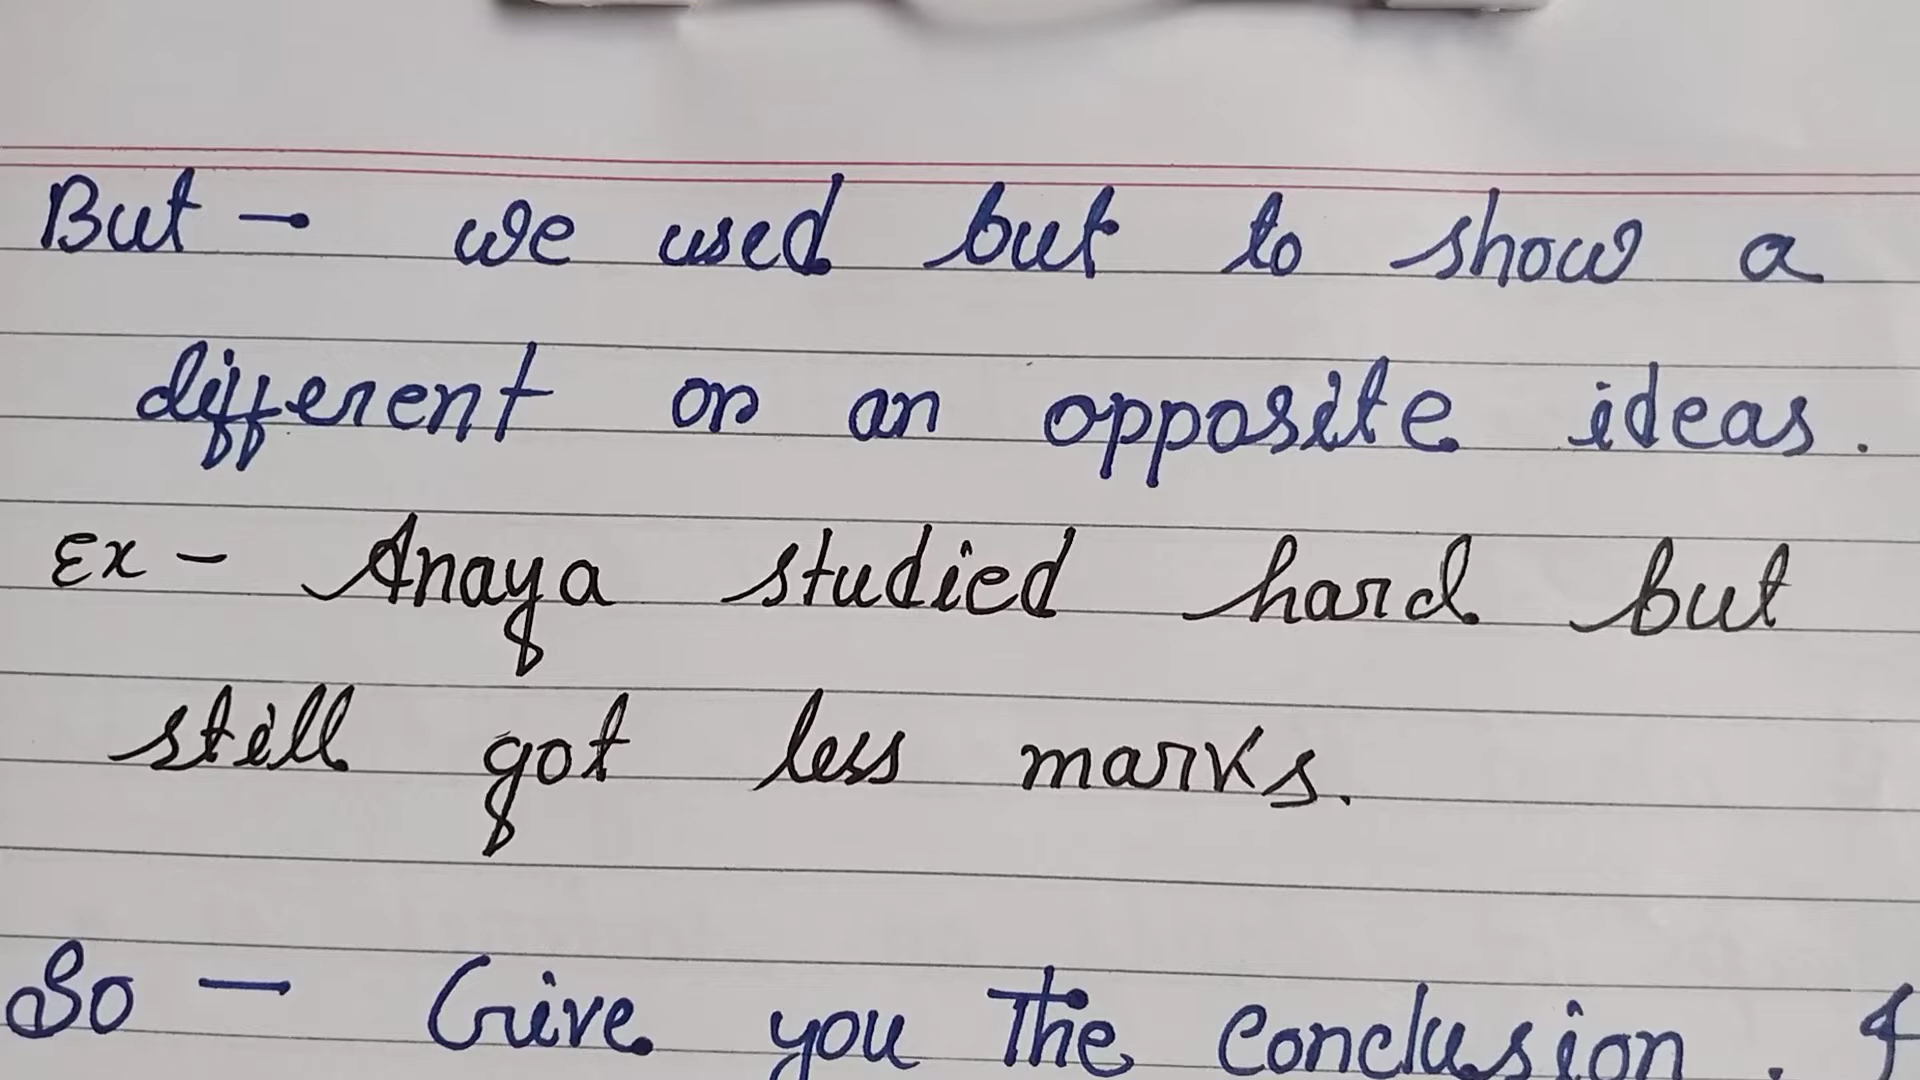 But - we used but to show a
different or an opposite ideas.
Ex - Anaya studied hard but
still got less marks.
So - Give you the conclusion.